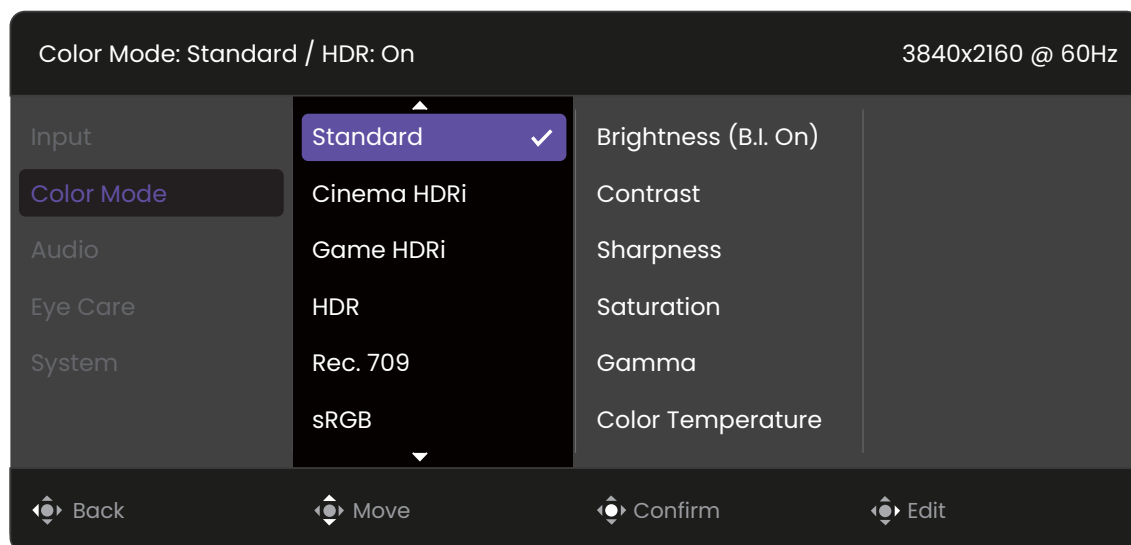 Color Mode: Standard / HDR: On
3840x2160 @ 60Hz
Input
Color Mode
Audio
Eye Care
System
Standard
Cinema HDRi
Game HDRi
HDR
Rec. 709
sRGB
Brightness (B.I. On)
Contrast
Sharpness
Saturation
Gamma
Color Temperature
Back
Move
Confirm
Edit